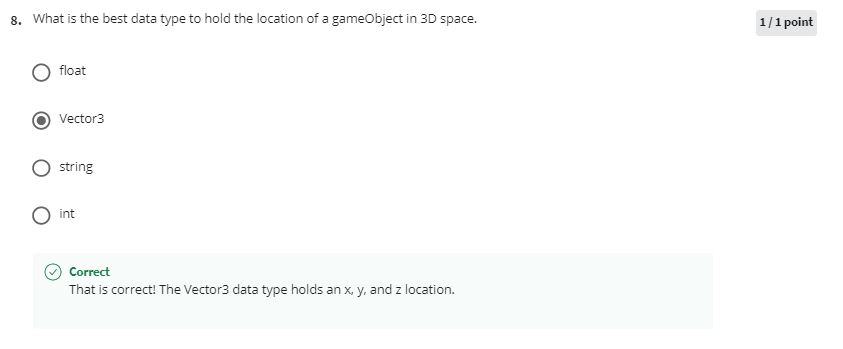 8. What is the best data type to hold the location of a gameObject in 3D space.
1 / 1 point
float
Vector3
string
int
Correct
That is correct! The Vector3 data type holds an x, y, and z location.